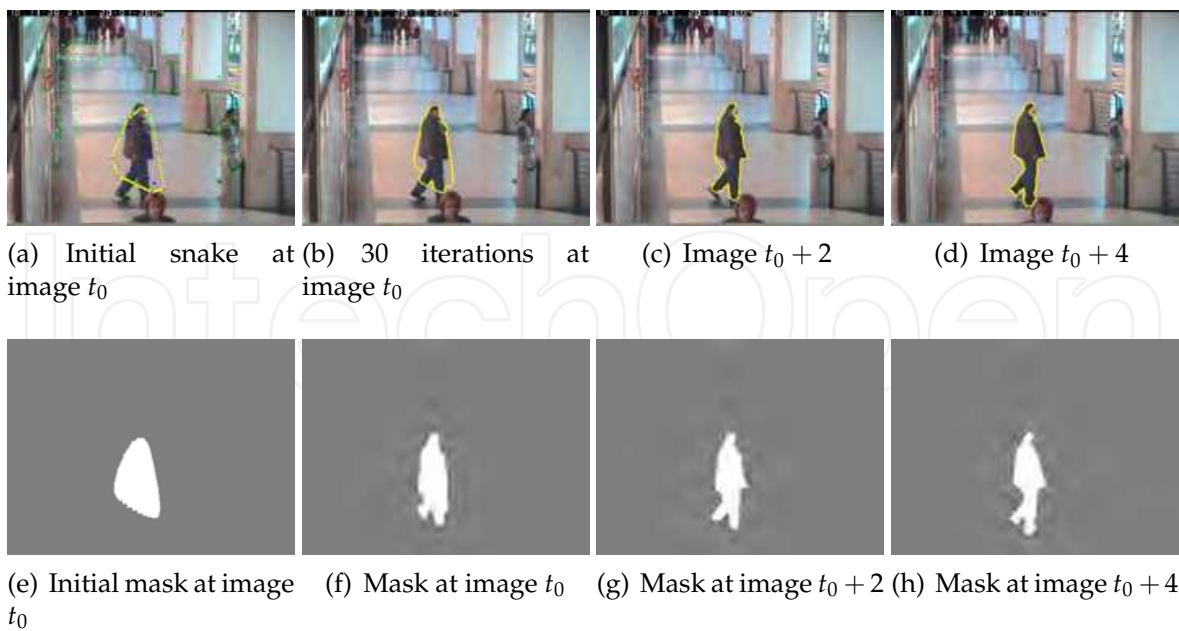 (a) Initial snake at image t₀
(b) 30 iterations at image t₀
(c) Image t₀ + 2
(d) Image t₀ + 4
IntechOpen
(e) Initial mask at image t₀
(f) Mask at image t₀
(g) Mask at image t₀ + 2
(h) Mask at image t₀ + 4